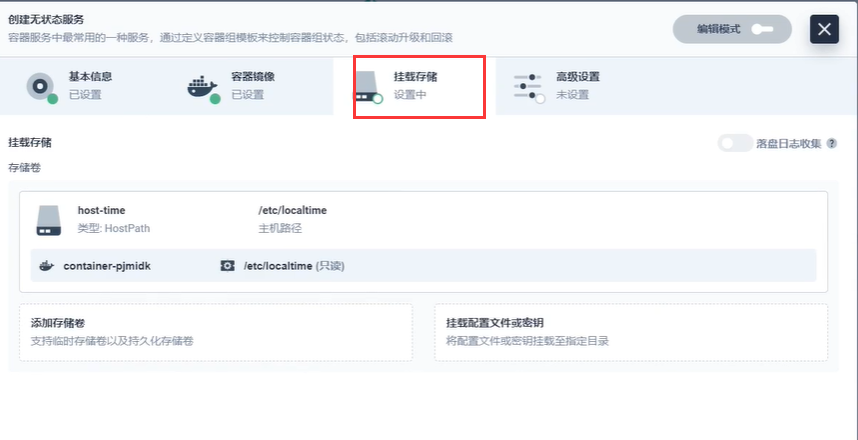 创建无状态服务
容器服务中最常用的一种服务，通过定义容器组模板来控制容器组状态，包括滚动升级和回滚
编辑模式
基本信息
已设置
容器镜像
已设置
挂载存储
设置中
高级设置
未设置
挂载存储
落盘日志收集 ?
存储卷
host-time
/etc/localtime
类型: HostPath
主机路径
container-pjmidk
/etc/localtime (只读)
添加存储卷
支持临时存储卷以及持久化存储卷
挂载配置文件或密钥
将配置文件或密钥挂载至指定目录